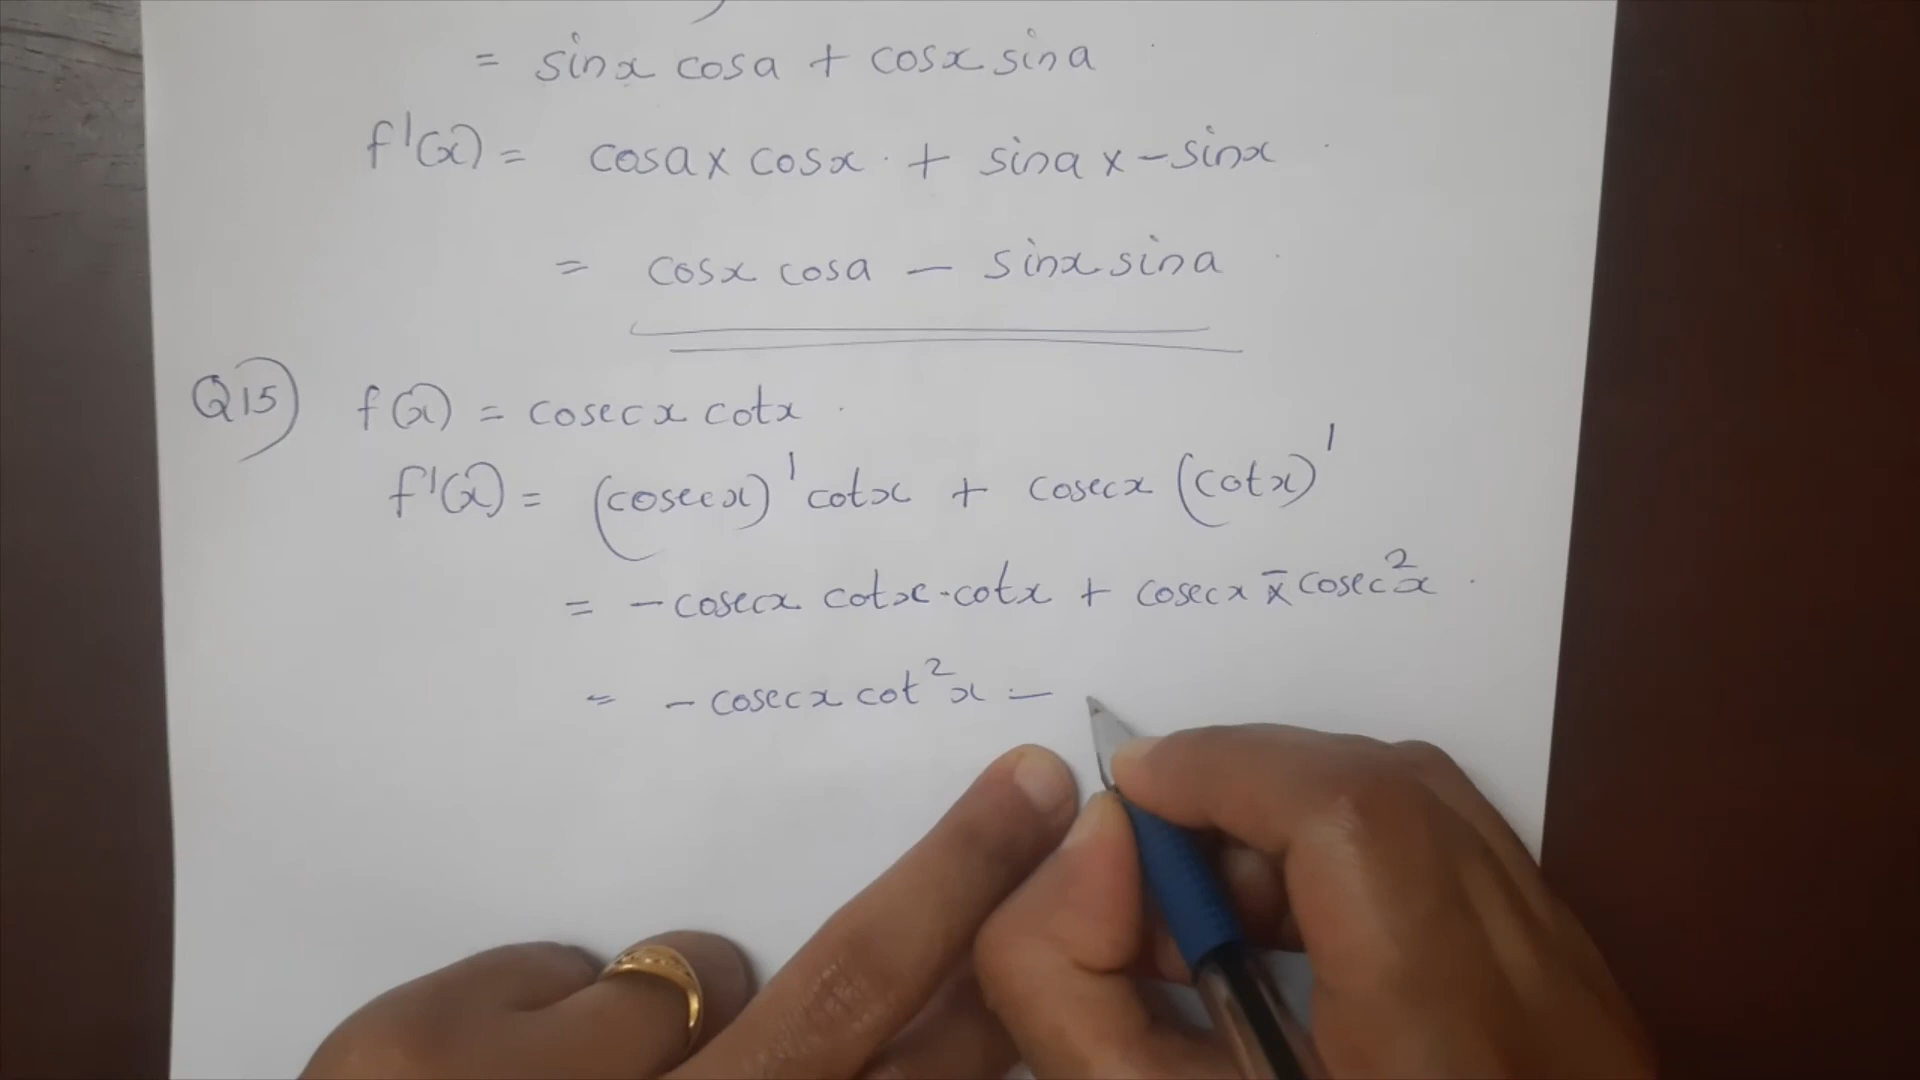 = sinx cosa + cosx sina
f'(x) = cosa x cosx + sina x -sinx
= cosx cosa - sinx sina
Q15) f(x) = cosecx cotx
f'(x) = (cosecx)' cotx + cosecx (cotx)'
= -cosecx cotx . cotx + cosecx x - cosec²x
= - cosecx cot²x -